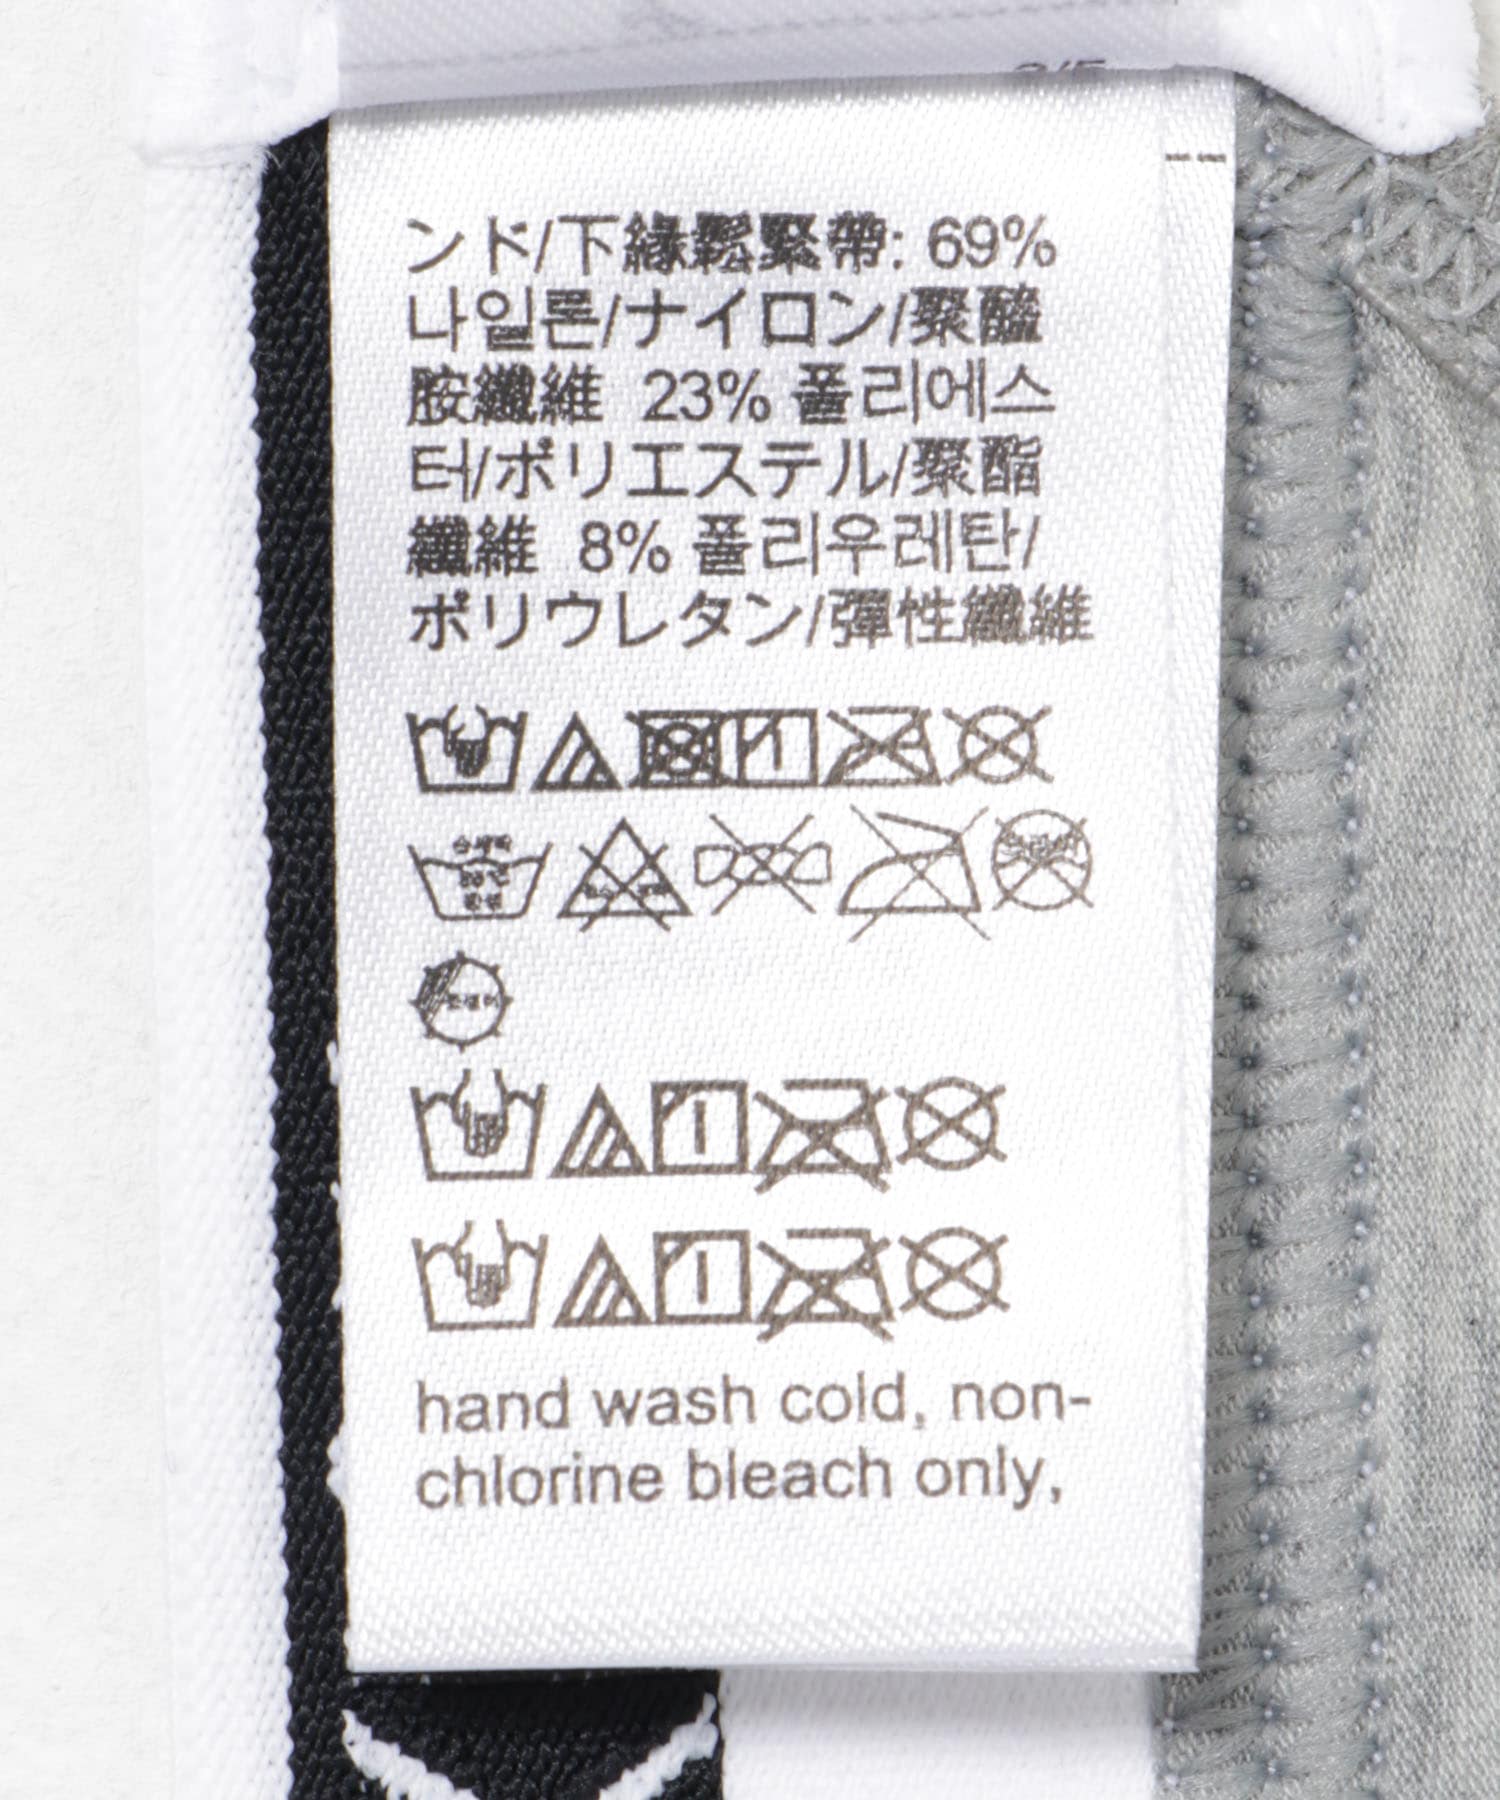 ンド/下緣鬆緊帶: 69%
나일론/ナイロン/聚醯
胺纖維 23% 폴리에스
터/ポリエステル/聚酯
纖維 8% 폴리우레탄/
ポリウレタン/彈性纖維
hand wash cold, non-
chlorine bleach only,